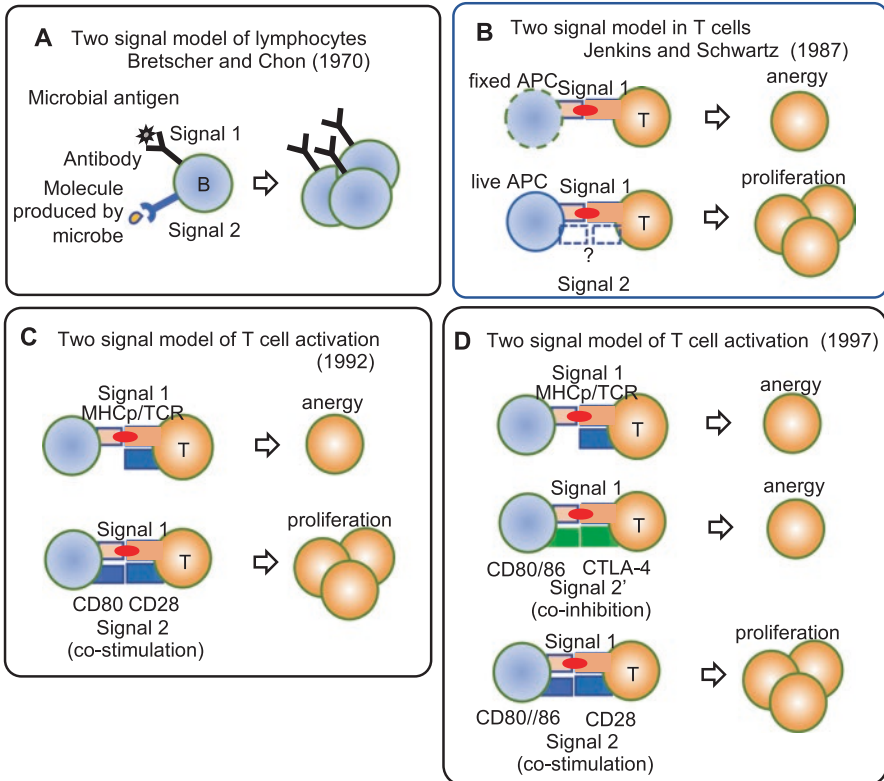 A Two signal model of lymphocytes
Bretscher and Chon (1970)
Microbial antigen
Signal 1
Antibody
B
Molecule
produced by
microbe
Signal 2
B Two signal model in T cells
Jenkins and Schwartz (1987)
fixed APC
Signal 1
anergy
T
live APC
Signal 1
proliferation
T
?
Signal 2
C Two signal model of T cell activation
(1992)
Signal 1
MHCp/TCR
anergy
T
Signal 1
proliferation
T
CD80 CD28
Signal 2
(co-stimulation)
D Two signal model of T cell activation (1997)
Signal 1
MHCp/TCR
anergy
T
Signal 1
anergy
T
CD80/86 CTLA-4
Signal 2’
(co-inhibition)
Signal 1
proliferation
T
CD80//86 CD28
Signal 2
(co-stimulation)